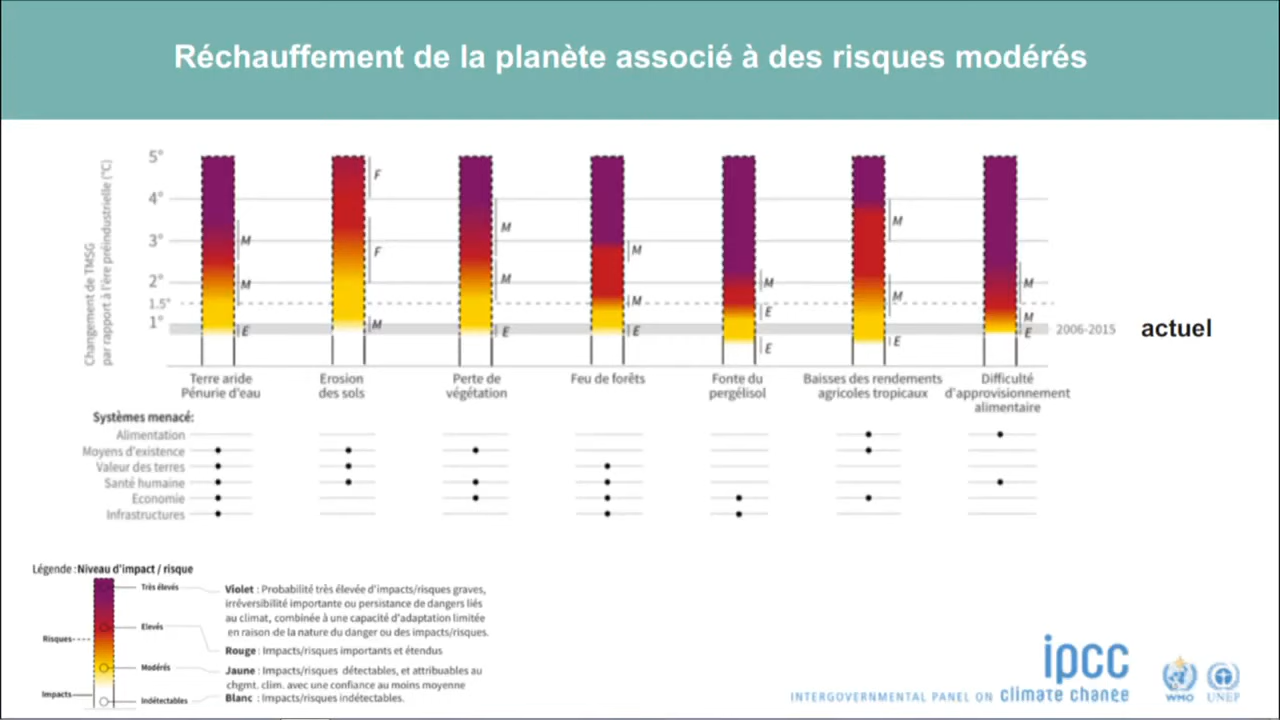 Réchauffement de la planète associé à des risques modérés
Changement de TMSG
par rapport à l'ère préindustrielle (°C)
5°
4°
3°
2°
1.5°
1°
M
M
E
F
F
M
M
M
E
M
M
E
M
E
E
M
M
E
M
M
E
2006-2015
actuel
Terre aride
Pénurie d'eau
Erosion
des sols
Perte de
végétation
Feu de forêts
Fonte du
pergélisol
Baisses des rendements
agricoles tropicaux
Difficulté
d'approvisionnement
alimentaire
Systèmes menacé:
Alimentation
Moyens d'existence
Valeur des terres
Santé humaine
Economie
Infrastructures
Légende : Niveau d'impact / risque
Très élevés
Elevés
Risques
Modérés
Impacts
Indétectables
Violet : Probabilité très élevée d'impacts/risques graves,
irréversibilité importante ou persistance de dangers liés
au climat, combinée à une capacité d'adaptation limitée
en raison de la nature du danger ou des impacts/risques.
Rouge : Impacts/risques importants et étendus
Jaune : Impacts/risques détectables, et attribuables au
chgmt. clim. avec une confiance au moins moyenne
Blanc : Impacts/risques indétectables.
ipcc
INTERGOVERNMENTAL PANEL ON climate change
WMO
UNEP